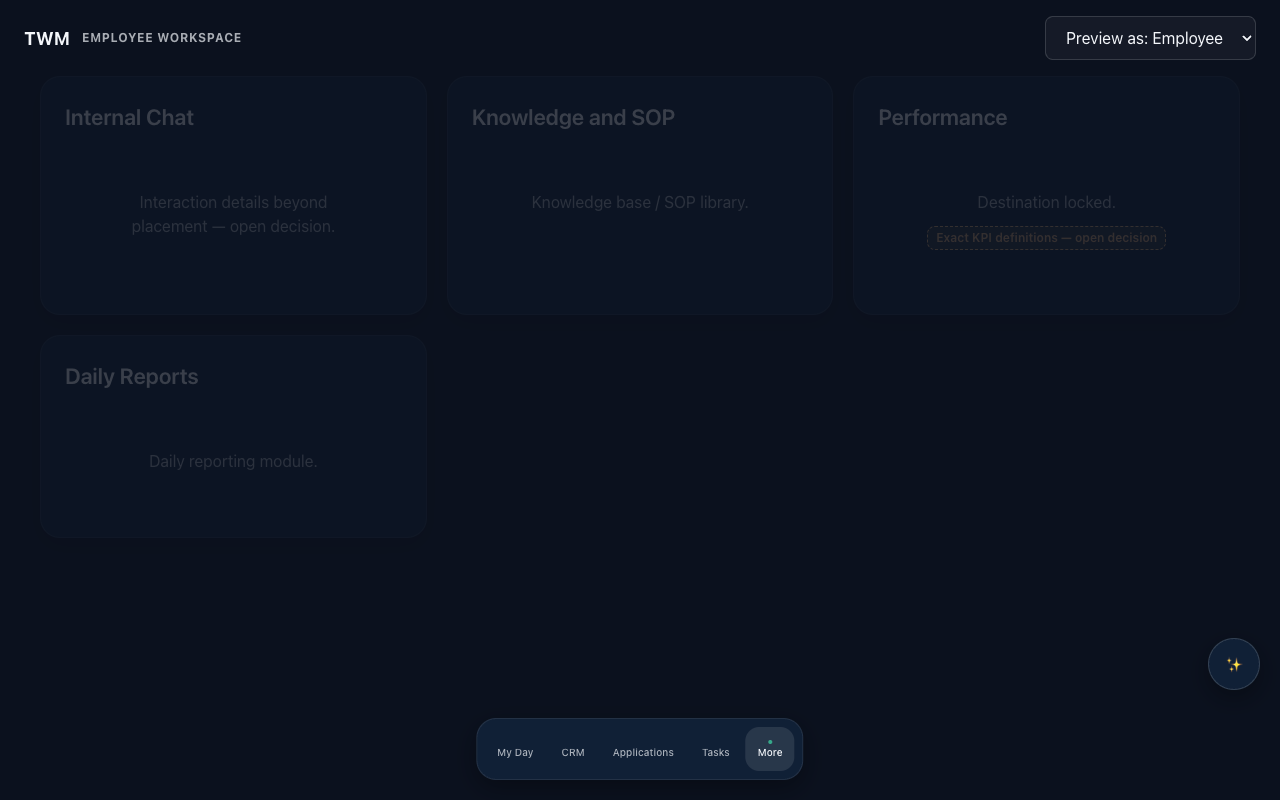 TWM EMPLOYEE WORKSPACE
Preview as: Employee
Internal Chat
Interaction details beyond
placement — open decision.
Knowledge and SOP
Knowledge base / SOP library.
Performance
Destination locked.
Exact KPI definitions — open decision
Daily Reports
Daily reporting module.
My Day
CRM
Applications
Tasks
More